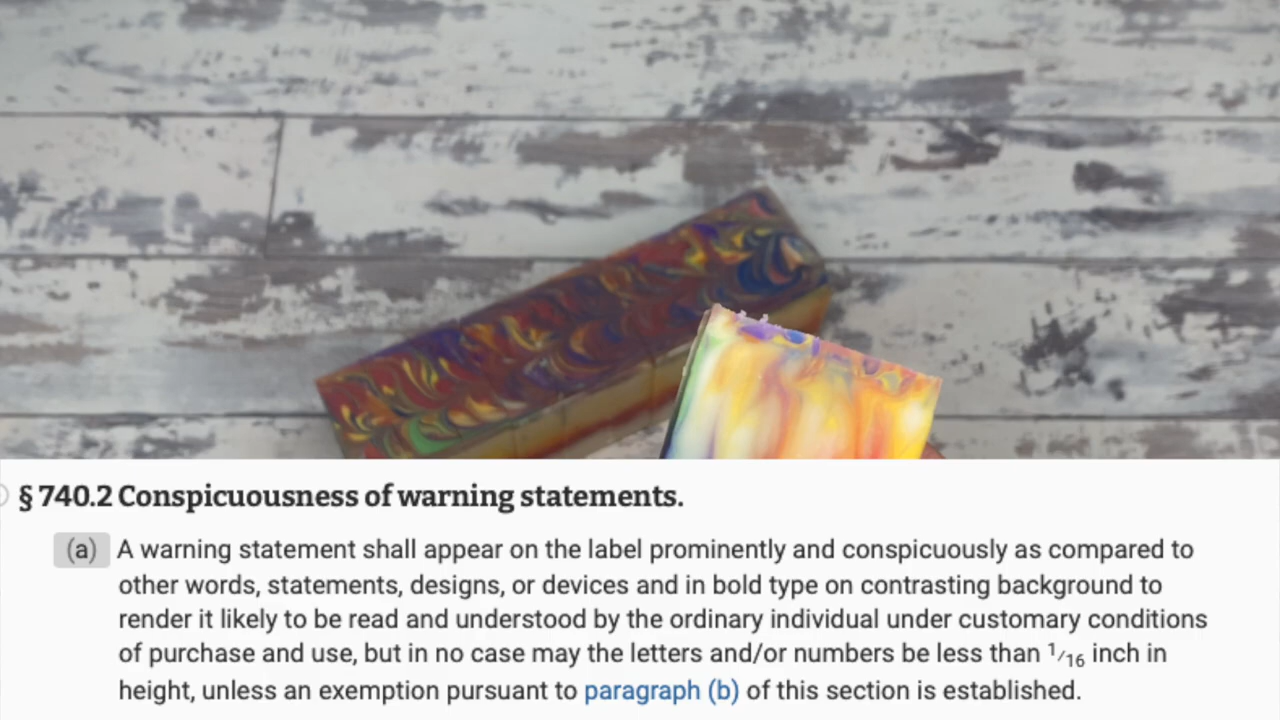 § 740.2 Conspicuousness of warning statements.
(a) A warning statement shall appear on the label prominently and conspicuously as compared to
other words, statements, designs, or devices and in bold type on contrasting background to
render it likely to be read and understood by the ordinary individual under customary conditions
of purchase and use, but in no case may the letters and/or numbers be less than 1/16 inch in
height, unless an exemption pursuant to paragraph (b) of this section is established.